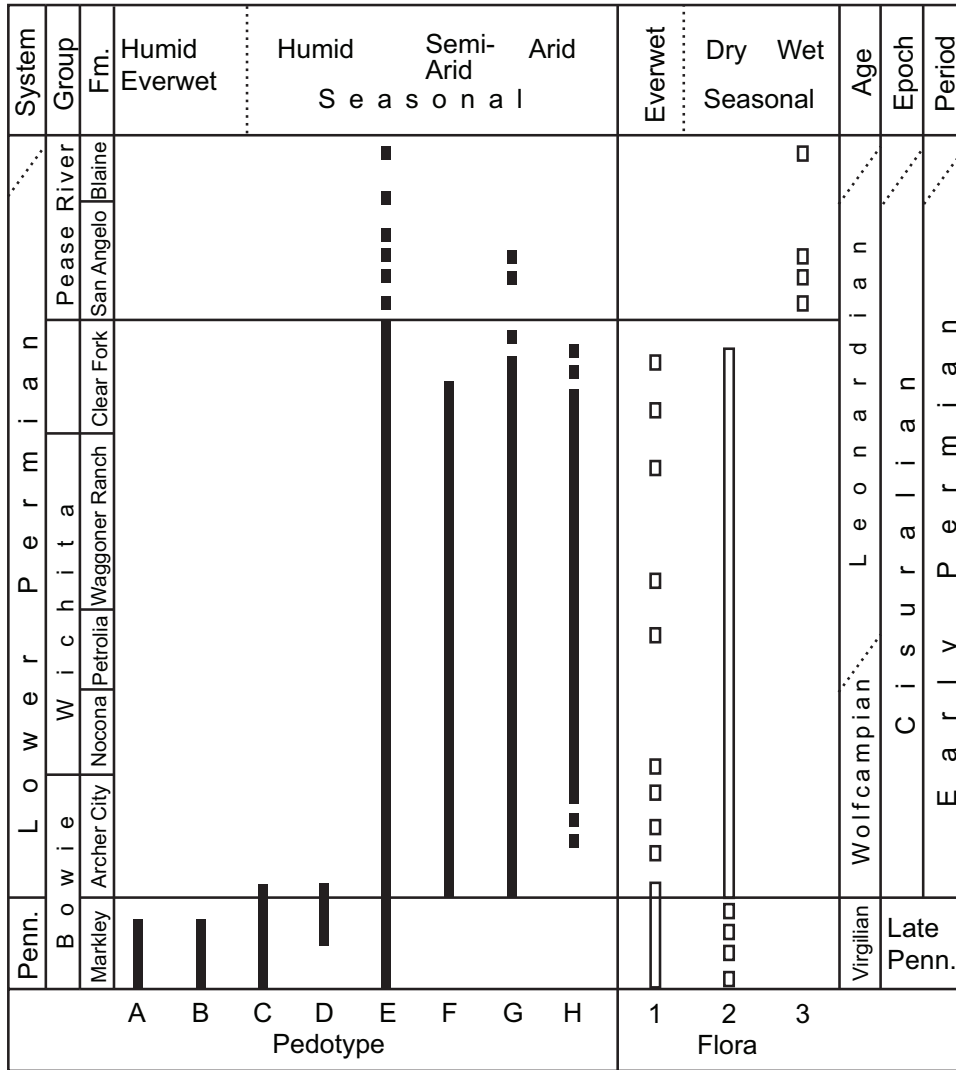 System
Group
Fm.
Humid
Everwet
Humid
Semi-
Arid
Arid
Seasonal
Everwet
Dry
Wet
Seasonal
Age
Epoch
Period
Lower Permian
Penn.
Pease River
Wichita
Bowie
Blaine
San Angelo
Clear Fork
Waggoner Ranch
Petrolia
Nocona
Archer City
Markley
Leonardian
Wolfcampian
Virgilian
Cisuralian
Late
Penn.
Early Permian
A B C D E F G H 1 2 3
Pedotype Flora